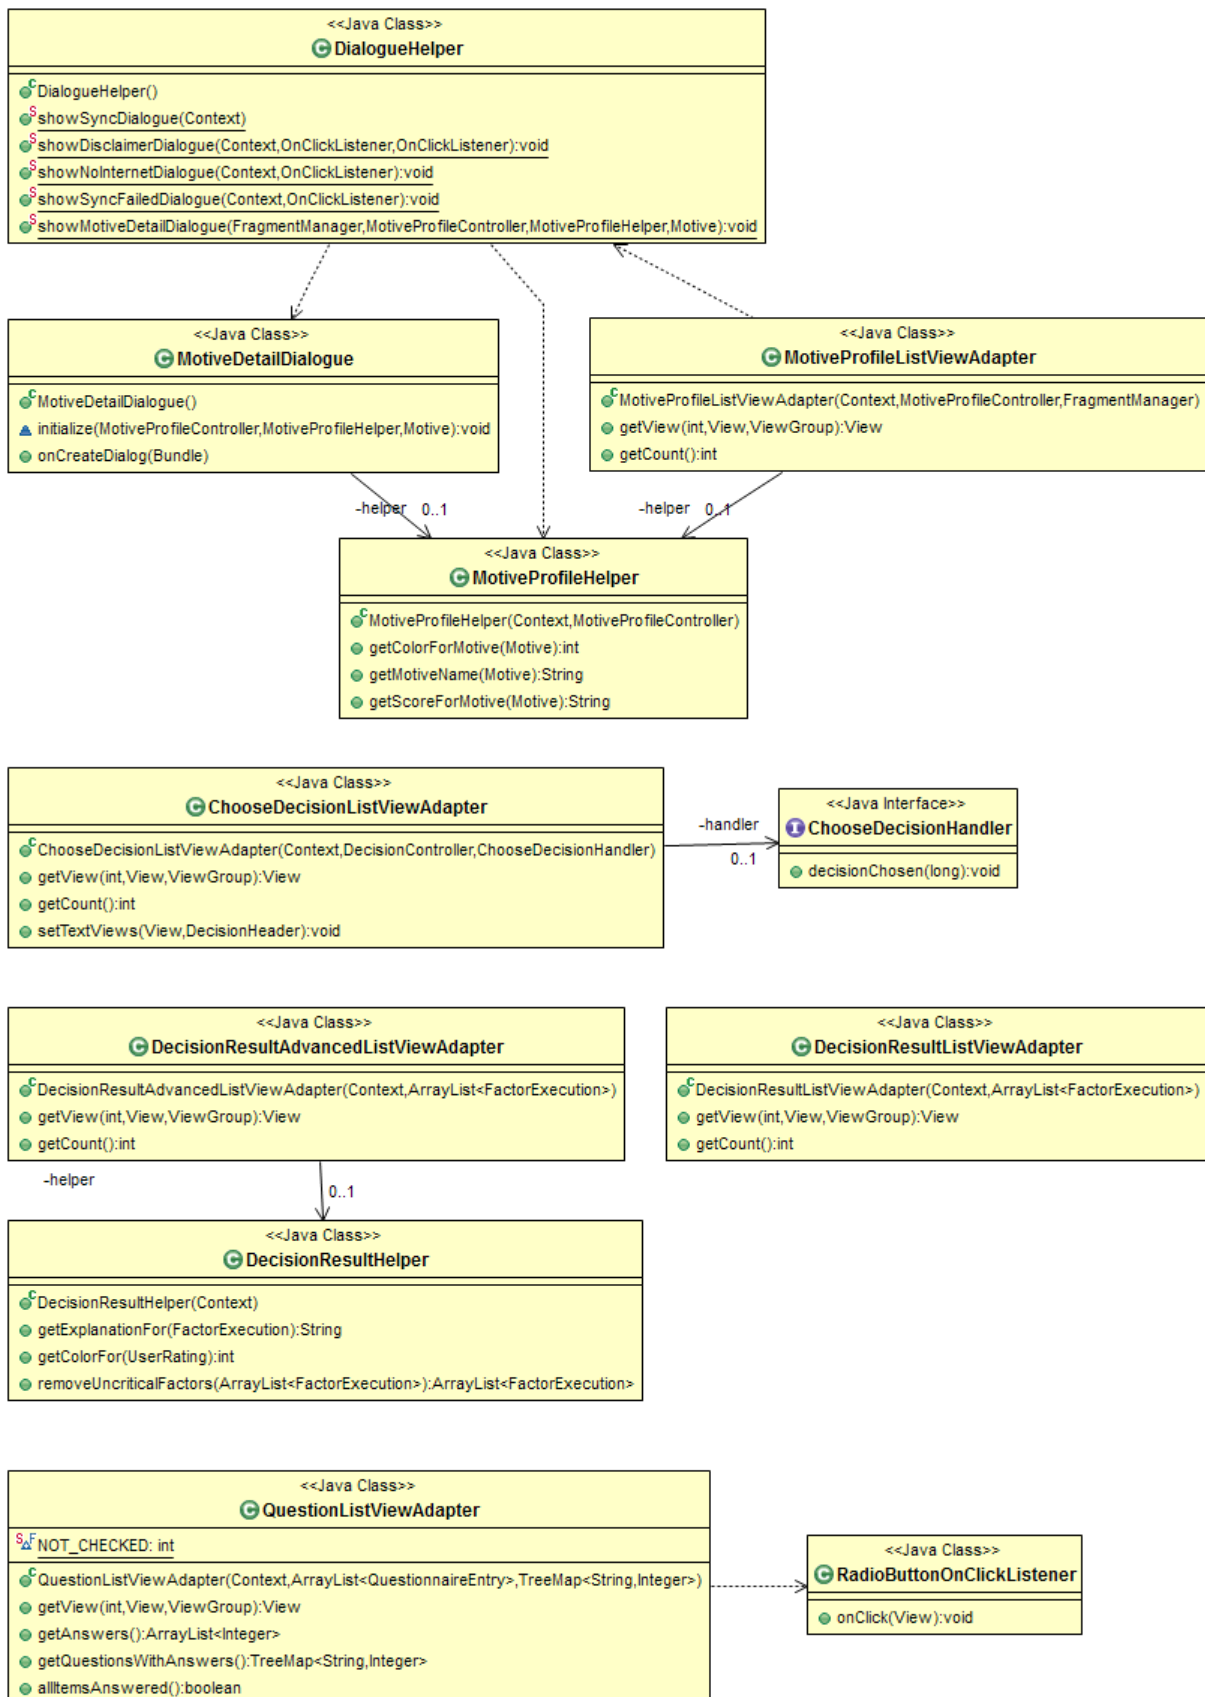 <<Java Class>>
DialogueHelper
DialogueHelper()
showSyncDialogue(Context)
showDisclaimerDialogue(Context,OnClickListener,OnClickListener):void
showNoInternetDialogue(Context,OnClickListener):void
showSyncFailedDialogue(Context,OnClickListener):void
showMotiveDetailDialogue(FragmentManager,MotiveProfileController,MotiveProfileHelper,Motive):void
<<Java Class>>
MotiveDetailDialogue
MotiveDetailDialogue()
initialize(MotiveProfileController,MotiveProfileHelper,Motive):void
onCreateDialog(Bundle)
<<Java Class>>
MotiveProfileListViewAdapter
MotiveProfileListViewAdapter(Context,MotiveProfileController,FragmentManager)
getView(int,View,ViewGroup):View
getCount():int
-helper 0..1
-helper 0..1
<<Java Class>>
MotiveProfileHelper
MotiveProfileHelper(Context,MotiveProfileController)
getColorForMotive(Motive):int
getMotiveName(Motive):String
getScoreForMotive(Motive):String
<<Java Class>>
ChooseDecisionListViewAdapter
ChooseDecisionListViewAdapter(Context,DecisionController,ChooseDecisionHandler)
getView(int,View,ViewGroup):View
getCount():int
setTextViews(View,DecisionHeader):void
-handler
0..1
<<Java Interface>>
ChooseDecisionHandler
decisionChosen(long):void
<<Java Class>>
DecisionResultAdvancedListViewAdapter
DecisionResultAdvancedListViewAdapter(Context,ArrayList<FactorExecution>)
getView(int,View,ViewGroup):View
getCount():int
<<Java Class>>
DecisionResultListViewAdapter
DecisionResultListViewAdapter(Context,ArrayList<FactorExecution>)
getView(int,View,ViewGroup):View
getCount():int
-helper
0..1
<<Java Class>>
DecisionResultHelper
DecisionResultHelper(Context)
getExplanationFor(FactorExecution):String
getColorFor(UserRating):int
removeUncriticalFactors(ArrayList<FactorExecution>):ArrayList<FactorExecution>
<<Java Class>>
QuestionListViewAdapter
NOT_CHECKED: int
QuestionListViewAdapter(Context,ArrayList<QuestionnaireEntry>,TreeMap<String,Integer>)
getView(int,View,ViewGroup):View
getAnswers():ArrayList<Integer>
getQuestionsWithAnswers():TreeMap<String,Integer>
allItemsAnswered():boolean
<<Java Class>>
RadioButtonOnClickListener
onClick(View):void